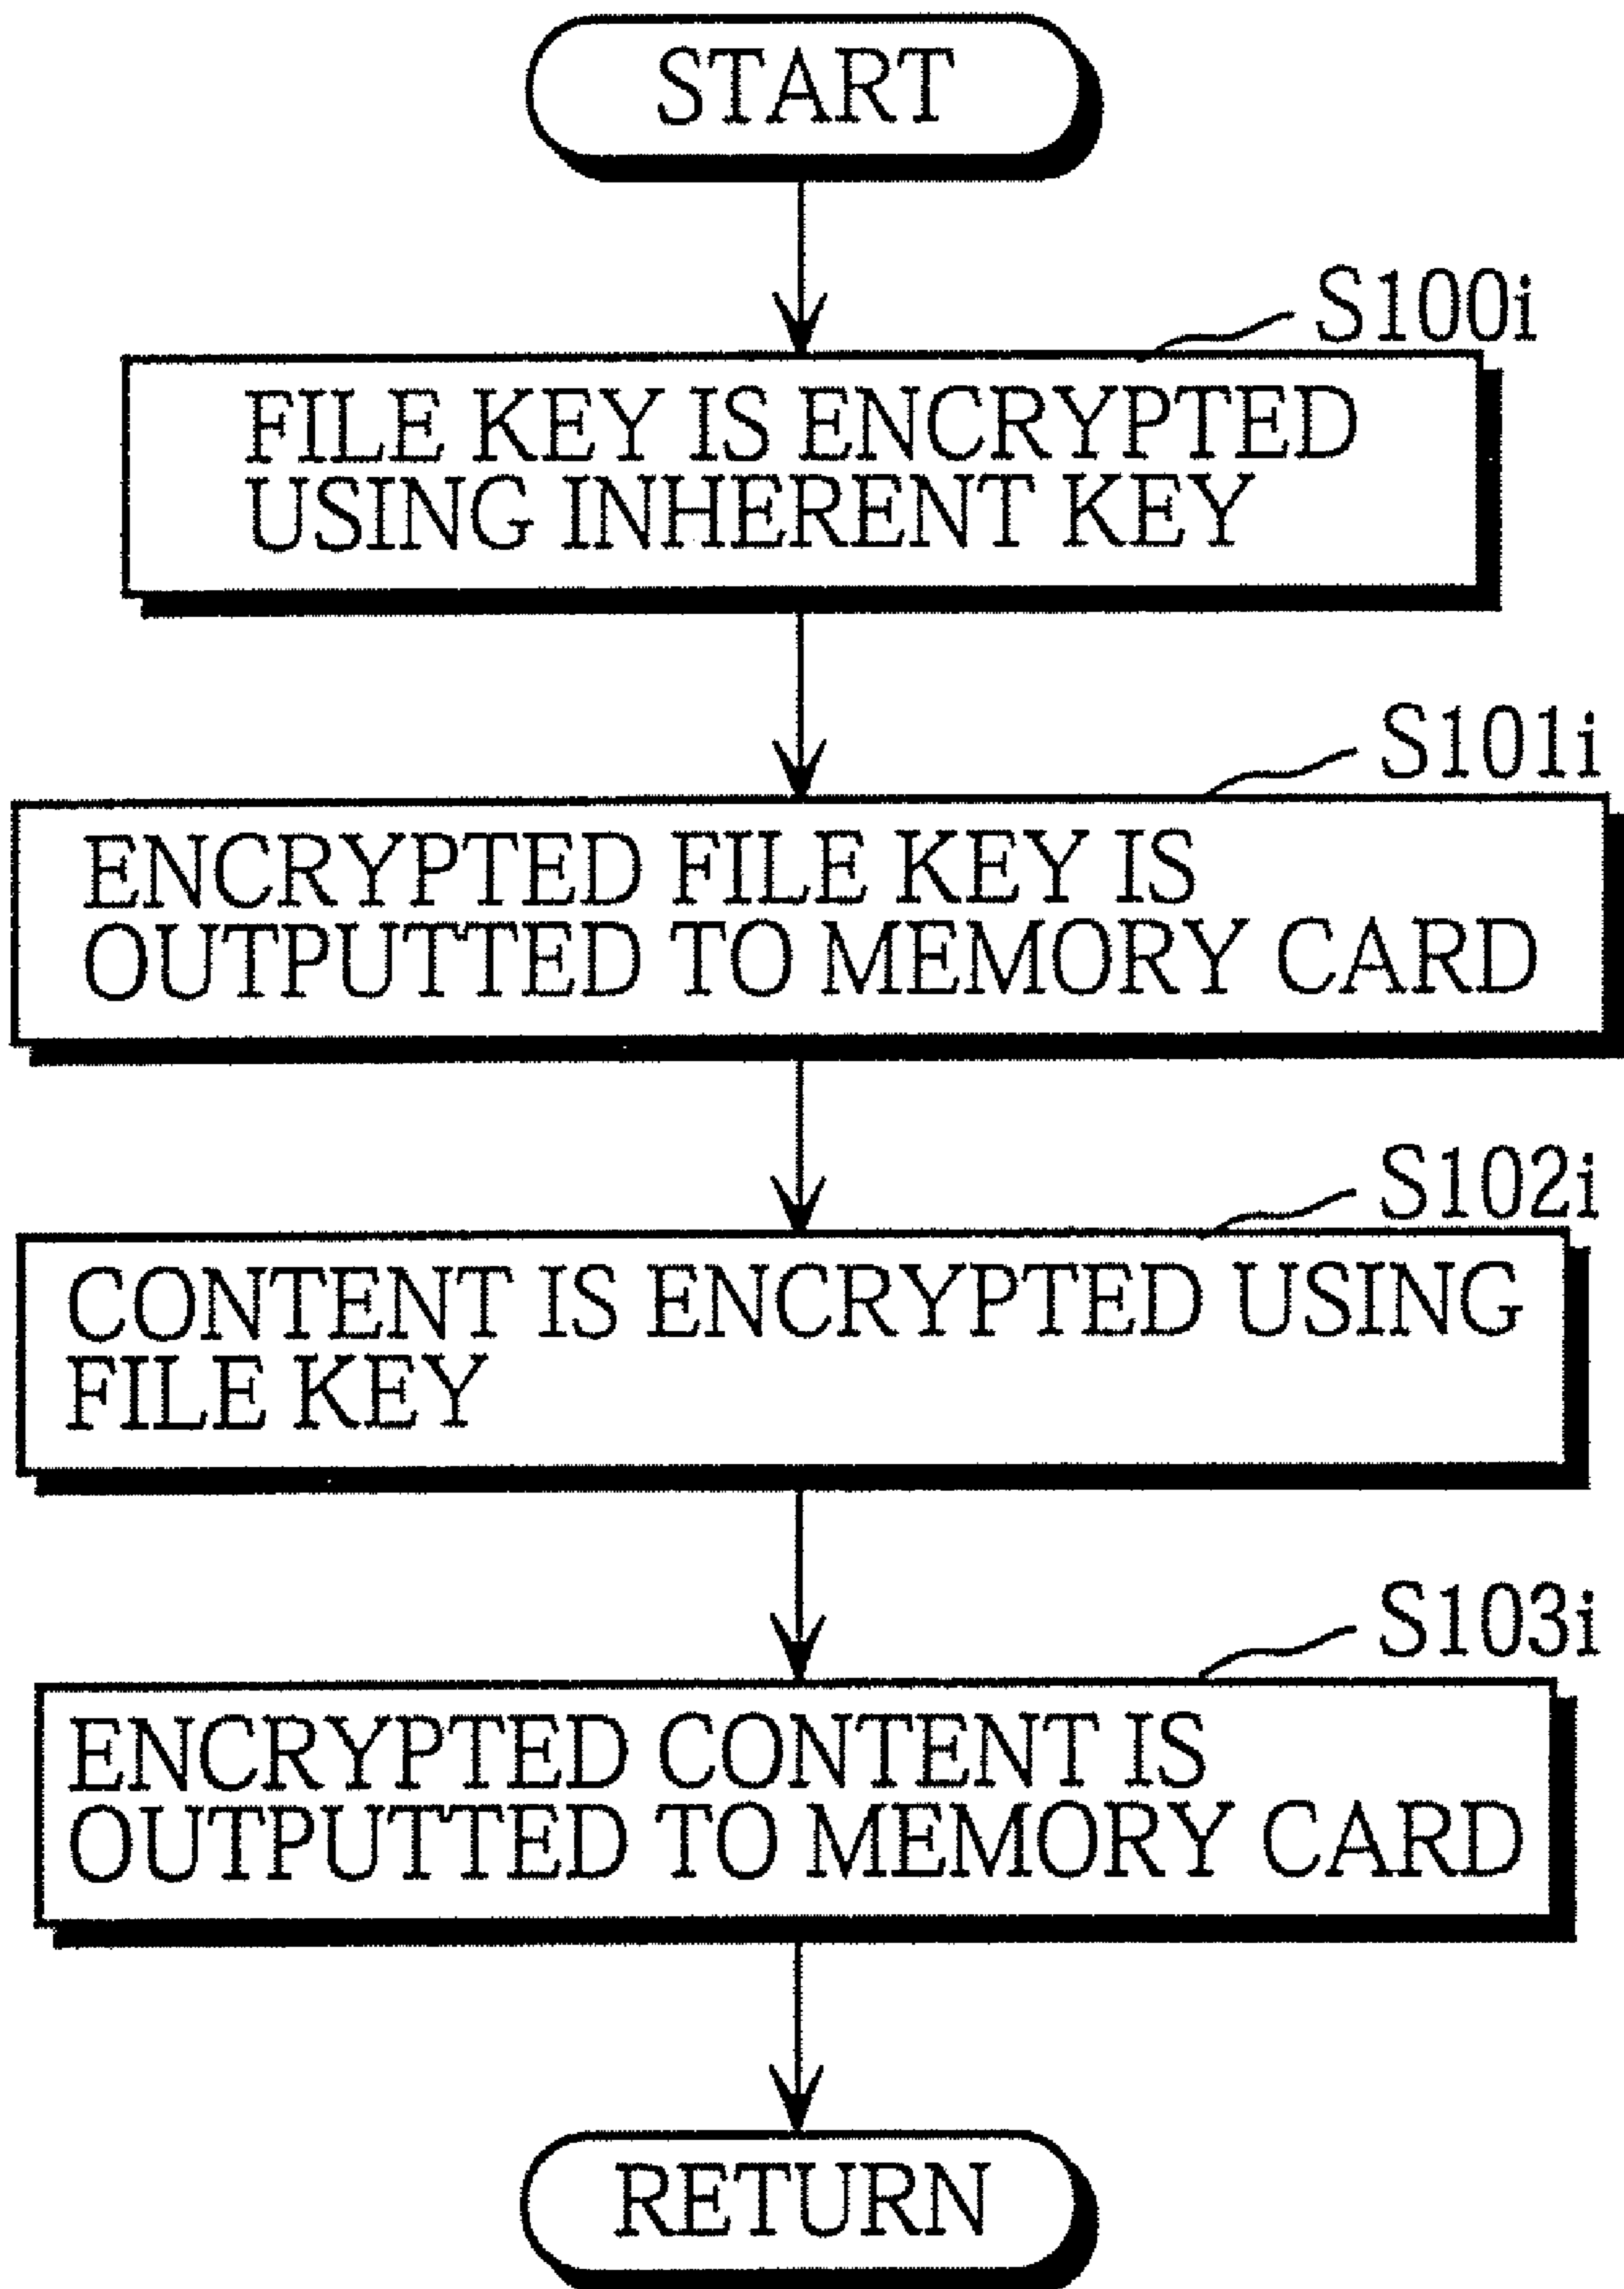 START
S100i
FILE KEY IS ENCRYPTED
USING INHERENT KEY
S101i
ENCRYPTED FILE KEY IS
OUTPUTTED TO MEMORY CARD
S102i
CONTENT IS ENCRYPTED USING
FILE KEY
S103i
ENCRYPTED CONTENT IS
OUTPUTTED TO MEMORY CARD
RETURN